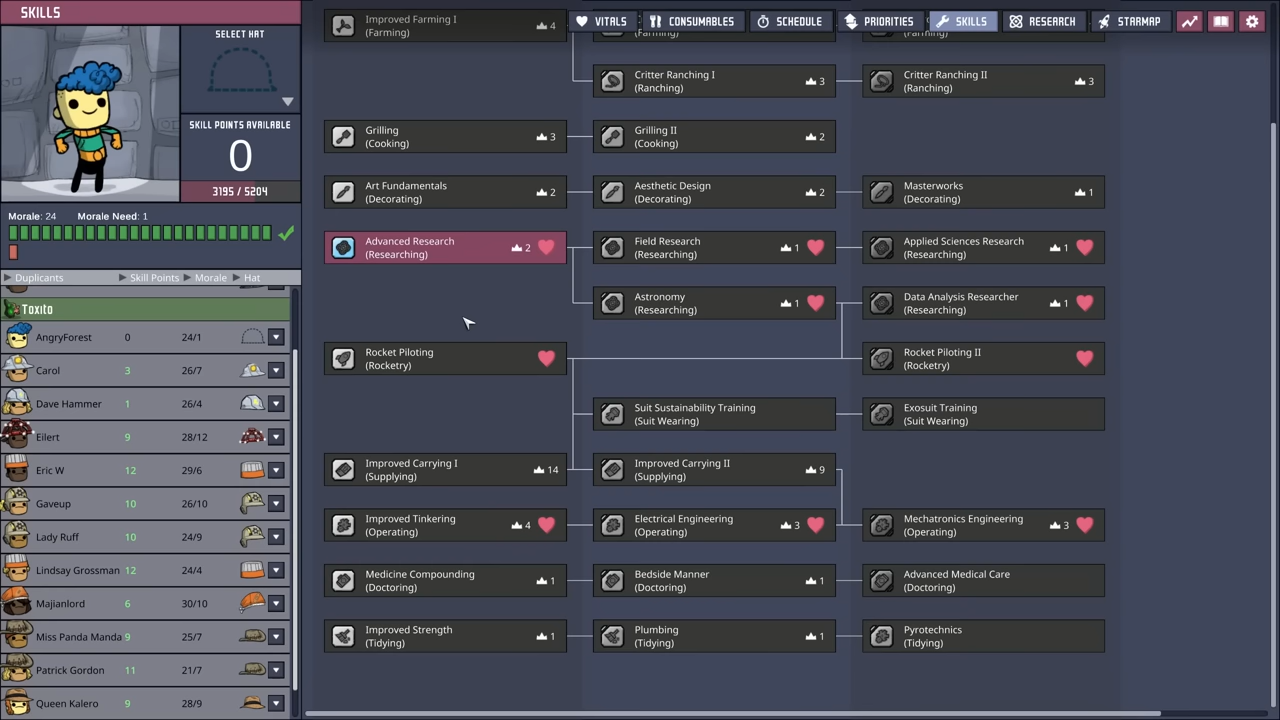 SKILLS
VITALS
CONSUMABLES
SCHEDULE
PRIORITIES
SKILLS
RESEARCH
STARMAP
SELECT HAT
SKILL POINTS AVAILABLE
0
3195 / 5204
Morale: 24 Morale Need: 1
Duplicants Skill Points Morale Hat
Toxito
AngryForest 0 24/1
Carol 3 26/7
Dave Hammer 1 26/4
Eilert 9 28/12
Eric W 12 29/6
Gaveup 10 26/10
Lady Ruff 10 24/9
Lindsay Grossman 12 24/4
Majianlord 6 30/10
Miss Panda Manda 9 25/7
Patrick Gordon 11 21/7
Queen Kalero 9 28/9
Improved Farming I 4
(Farming)
(Farming)
(Farming)
Critter Ranching I 3
(Ranching)
Critter Ranching II 3
(Ranching)
Grilling 3
(Cooking)
Grilling II 2
(Cooking)
Art Fundamentals 2
(Decorating)
Aesthetic Design 2
(Decorating)
Masterworks 1
(Decorating)
Advanced Research 2
(Researching)
Field Research 1
(Researching)
Applied Sciences Research 1
(Researching)
Astronomy 1
(Researching)
Data Analysis Researcher 1
(Researching)
Rocket Piloting
(Rocketry)
Rocket Piloting II
(Rocketry)
Suit Sustainability Training
(Suit Wearing)
Exosuit Training
(Suit Wearing)
Improved Carrying I 14
(Supplying)
Improved Carrying II 9
(Supplying)
Improved Tinkering 4
(Operating)
Electrical Engineering 3
(Operating)
Mechatronics Engineering 3
(Operating)
Medicine Compounding 1
(Doctoring)
Bedside Manner 1
(Doctoring)
Advanced Medical Care
(Doctoring)
Improved Strength 1
(Tidying)
Plumbing 1
(Tidying)
Pyrotechnics
(Tidying)